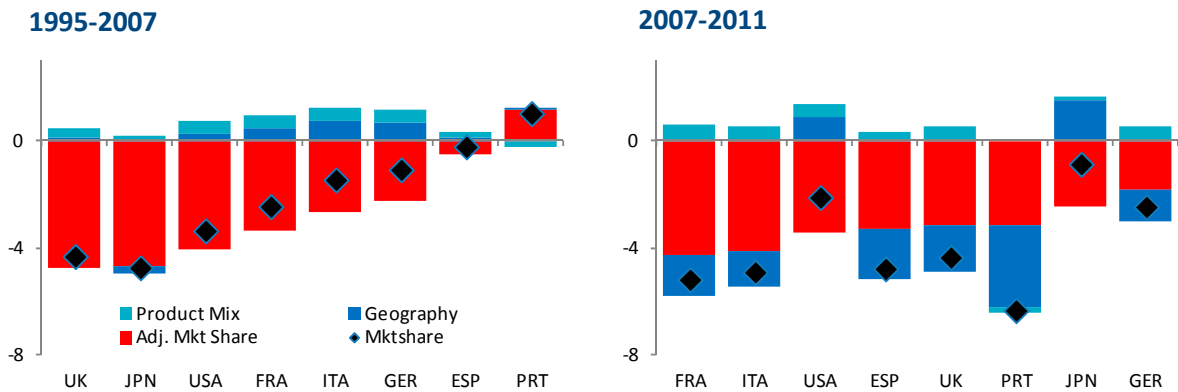 1995-2007
0
-4
-8
Product Mix
Geography
Adj. Mkt Share
Mktshare
UK JPN USA FRA ITA GER ESP PRT
2007-2011
0
-4
-8
FRA ITA USA ESP UK PRT JPN GER